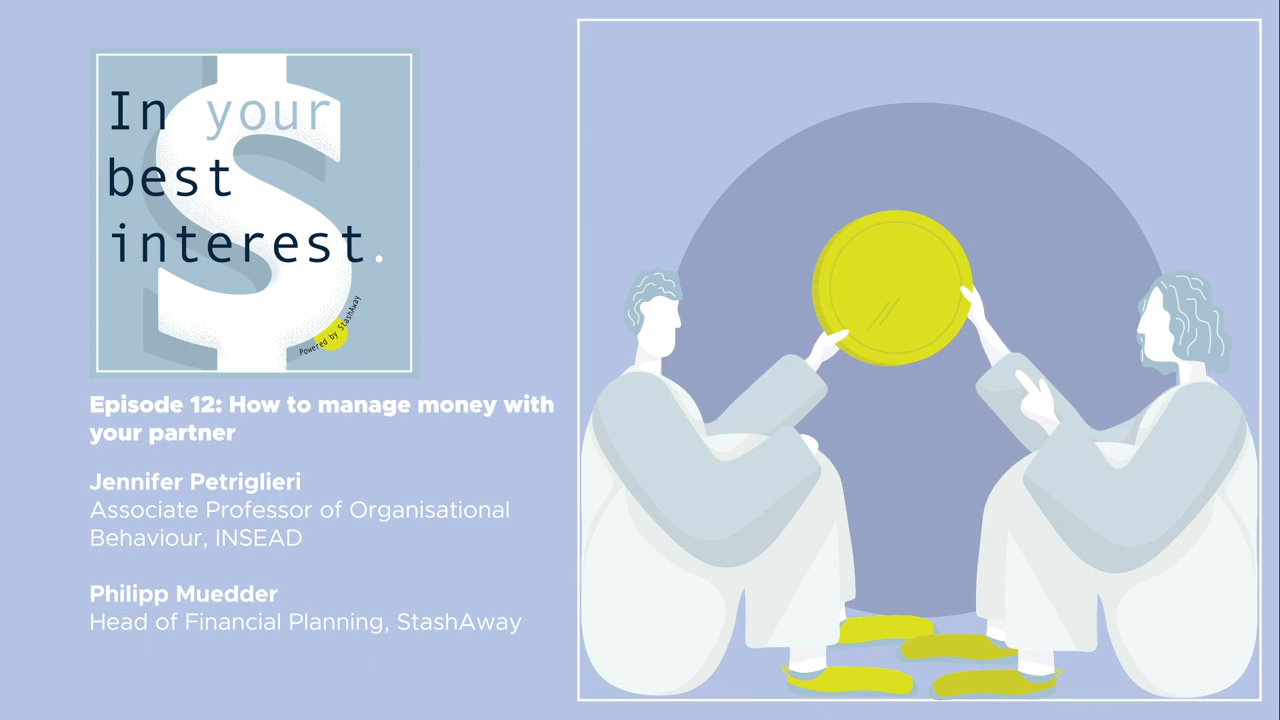 In your
best
interest.
Powered by StashAway
Episode 12: How to manage money with
your partner
Jennifer Petriglieri
Associate Professor of Organisational
Behaviour, INSEAD
Philipp Muedder
Head of Financial Planning, StashAway